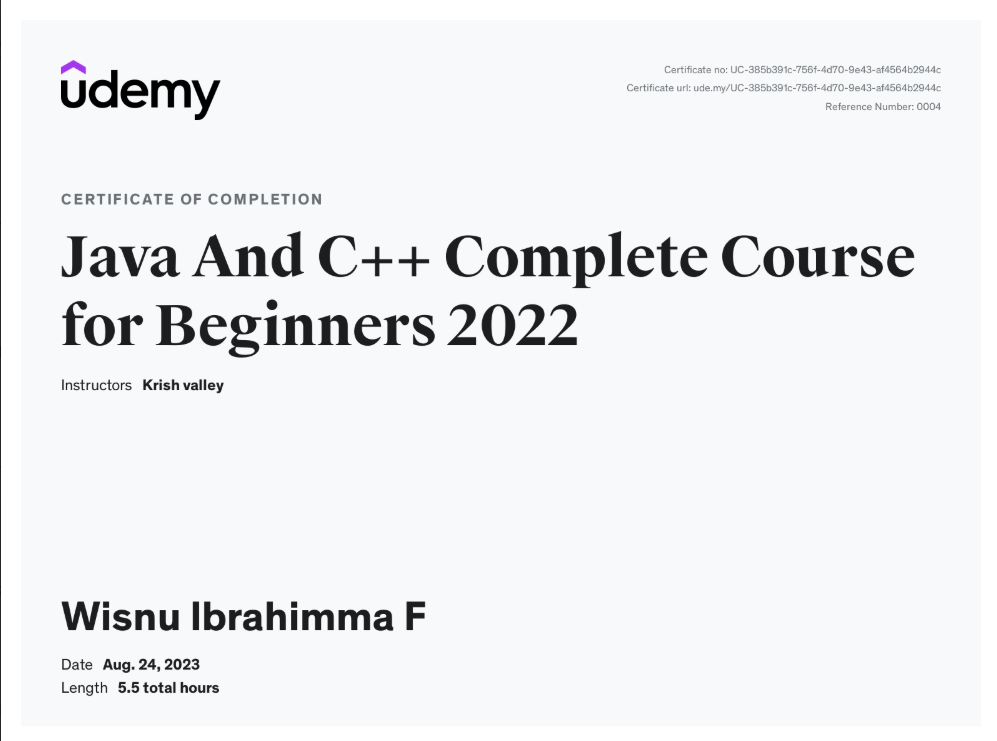 udemy
Certificate no: UC-385b391c-756f-4d70-9e43-af4564b2944c
Certificate url: ude.my/UC-385b391c-756f-4d70-9e43-af4564b2944c
Reference Number: 0004
CERTIFICATE OF COMPLETION
Java And C++ Complete Course
for Beginners 2022
Instructors Krish valley
Wisnu Ibrahimma F
Date Aug. 24, 2023
Length 5.5 total hours